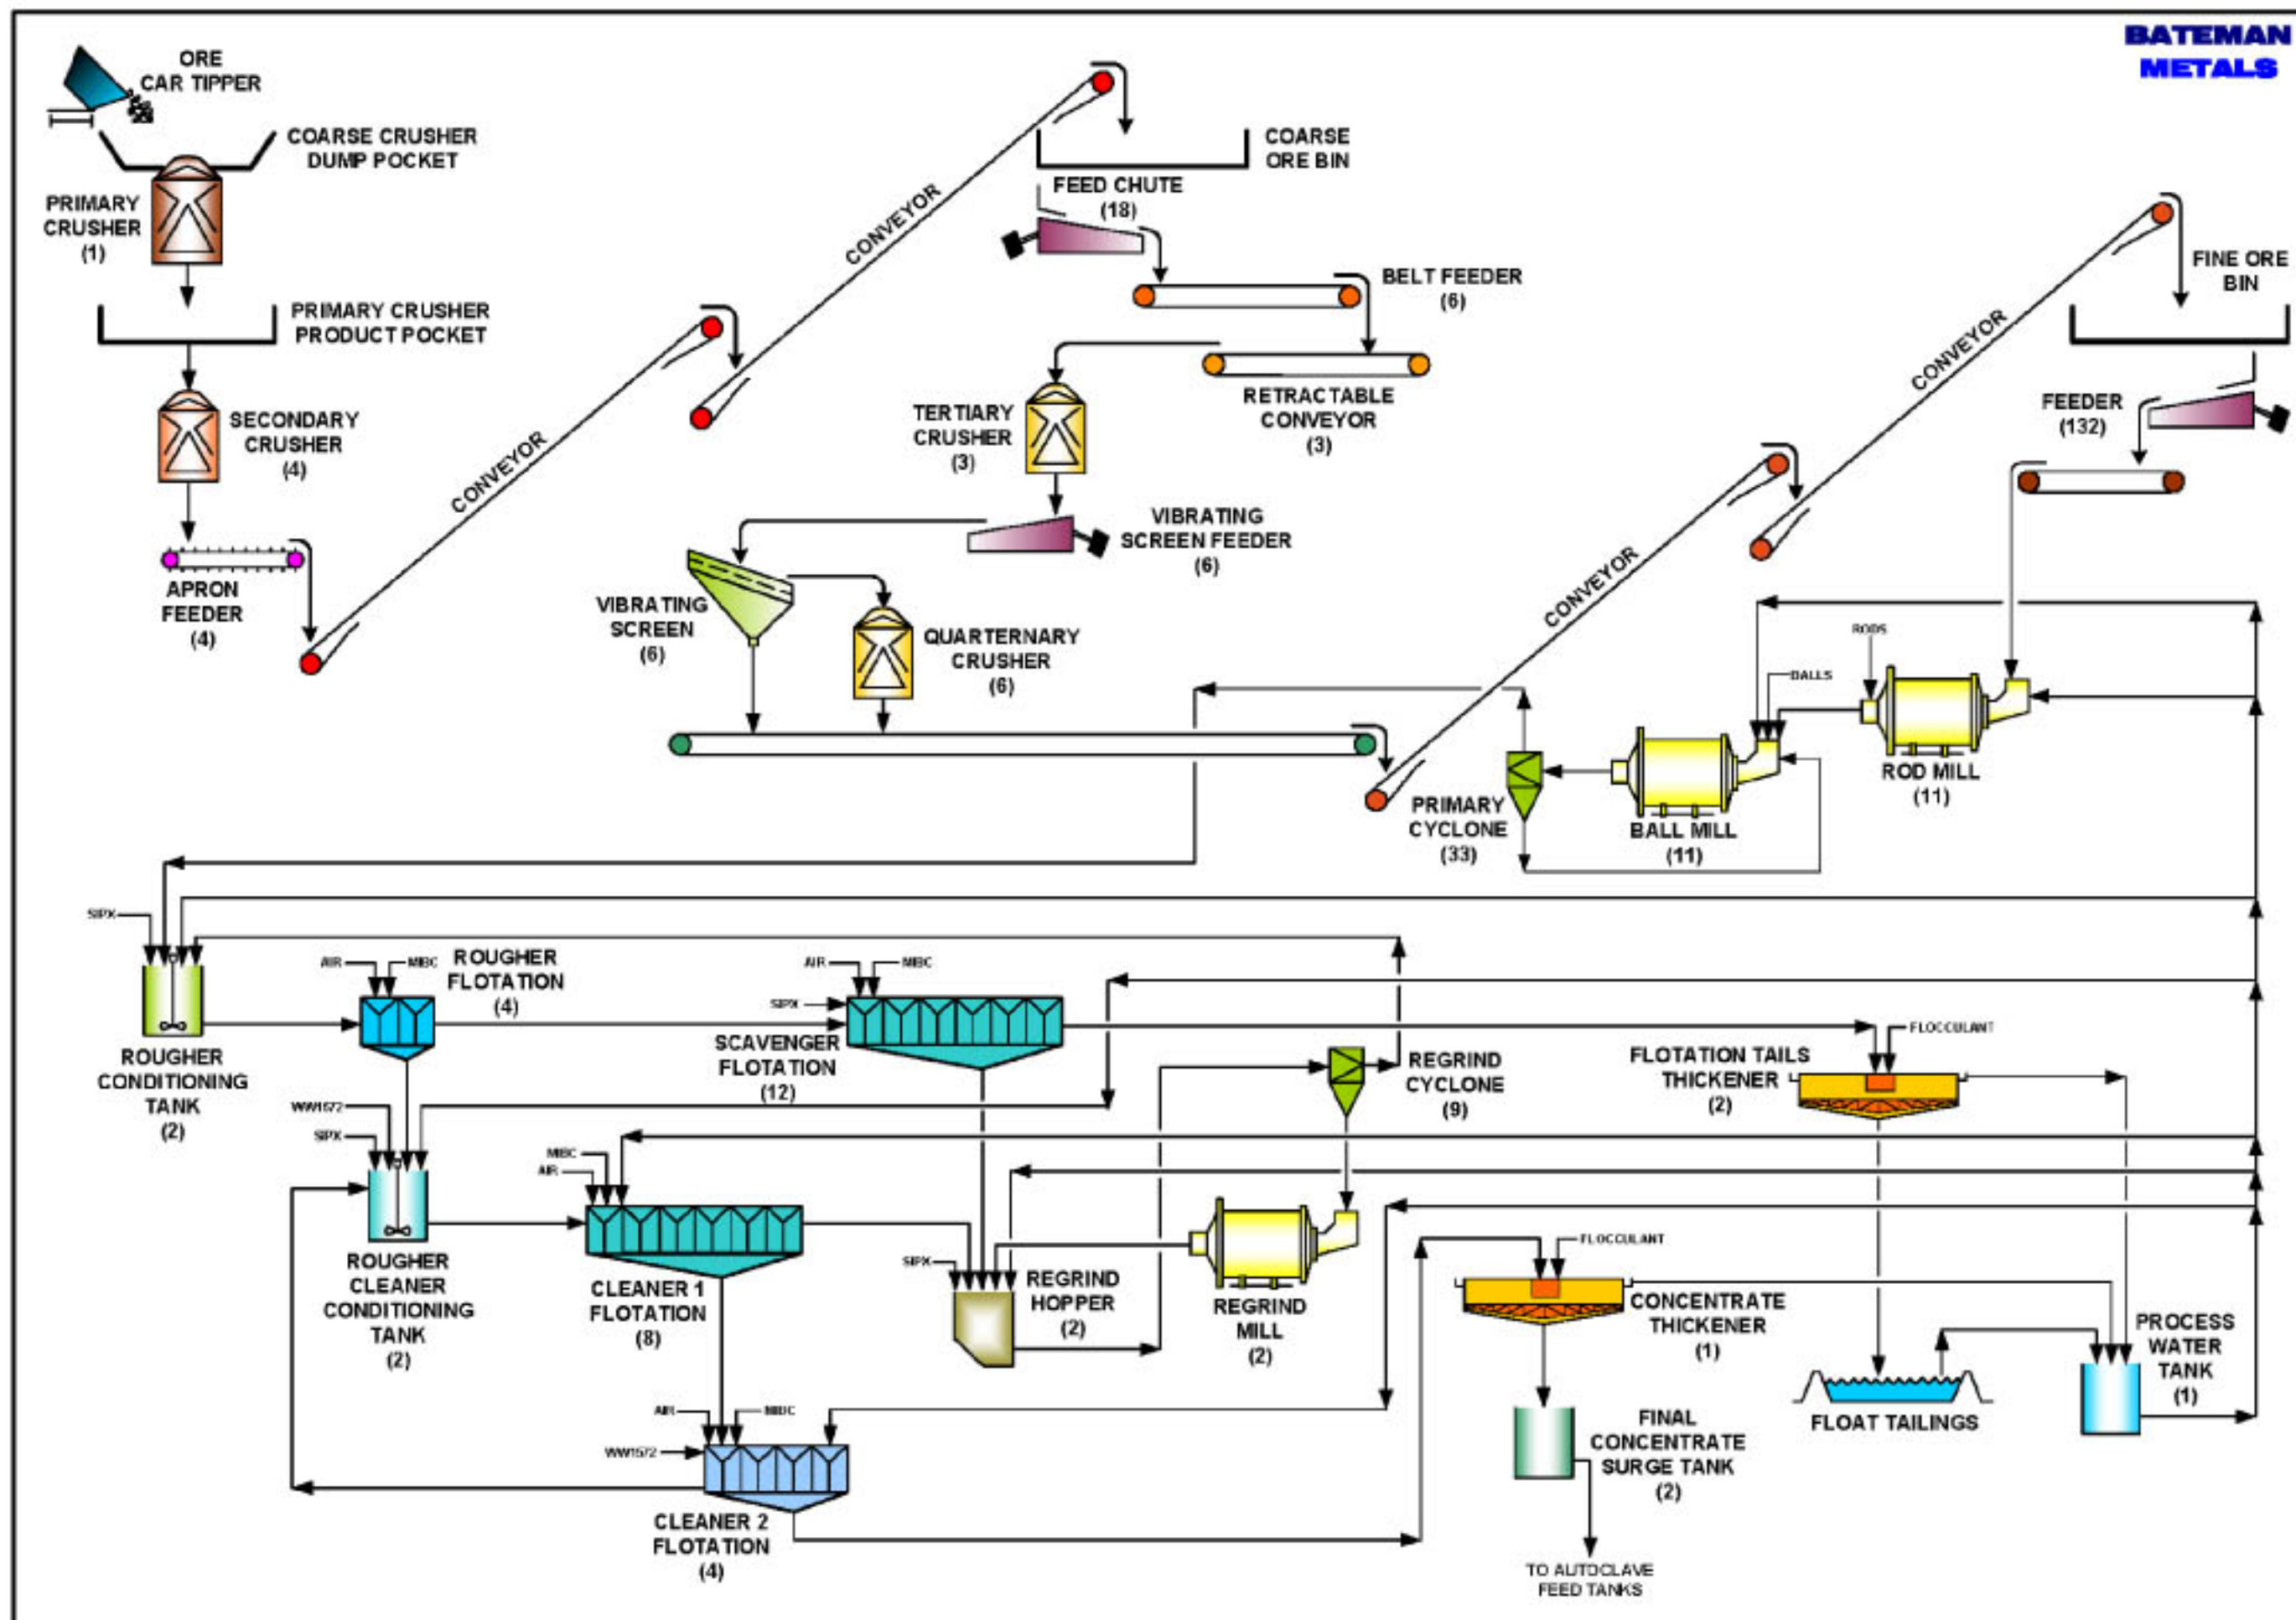 BATEMAN
METALS
ORE
CAR TIPPER
COARSE CRUSHER
DUMP POCKET
PRIMARY
CRUSHER
(1)
PRIMARY CRUSHER
PRODUCT POCKET
SECONDARY
CRUSHER
(4)
APRON
FEEDER
(4)
CONVEYOR
CONVEYOR
COARSE
ORE BIN
FEED CHUTE
(18)
BELT FEEDER
(6)
RETRACTABLE
CONVEYOR
(3)
TERTIARY
CRUSHER
(3)
VIBRATING
SCREEN FEEDER
(6)
VIBRATING
SCREEN
(6)
QUARTERNARY
CRUSHER
(6)
CONVEYOR
CONVEYOR
FINE ORE
BIN
FEEDER
(132)
RODS
BALLS
ROD MILL
(11)
BALL MILL
(11)
PRIMARY
CYCLONE
(33)
SIPX
ROUGHER
CONDITIONING
TANK
(2)
AIR
MIBC
ROUGHER
FLOTATION
(4)
AIR
MIBC
SIPX
SCAVENGER
FLOTATION
(12)
REGRIND
CYCLONE
(9)
FLOCCULANT
FLOTATION TAILS
THICKENER
(2)
WW1572
SIPX
ROUGHER
CLEANER
CONDITIONING
TANK
(2)
MIBC
AIR
CLEANER 1
FLOTATION
(8)
SIPX
REGRIND
HOPPER
(2)
REGRIND
MILL
(2)
FLOCCULANT
CONCENTRATE
THICKENER
(1)
PROCESS
WATER
TANK
(1)
FLOAT TAILINGS
FINAL
CONCENTRATE
SURGE TANK
(2)
AIR
MIBC
WW1572
CLEANER 2
FLOTATION
(4)
TO AUTOCLAVE
FEED TANKS